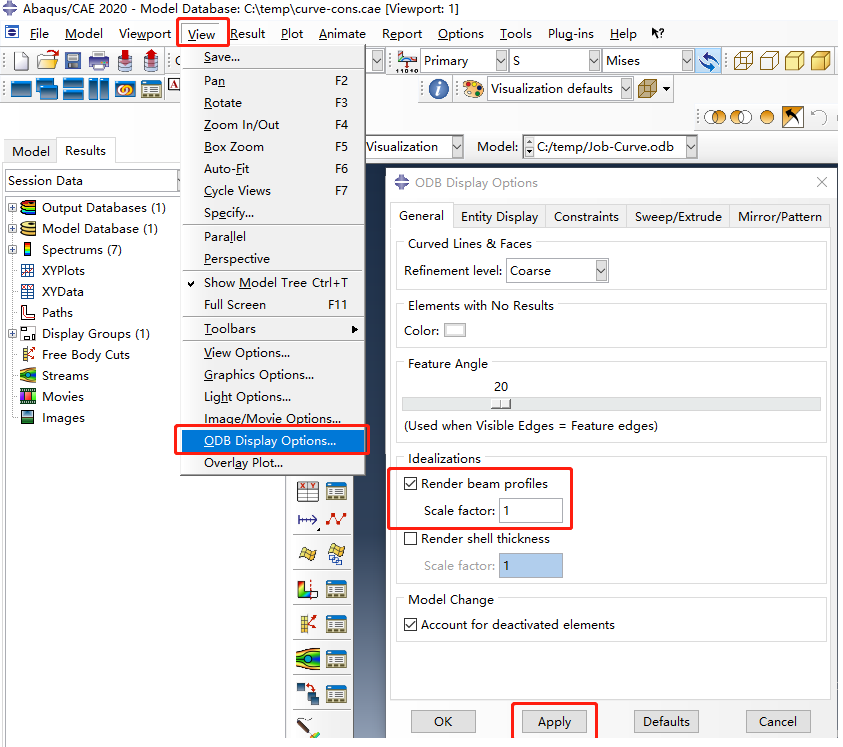 Abaqus/CAE 2020 - Model Database: C:\temp\curve-cons.cae [Viewport: 1]
File Model Viewport View Result Plot Animate Report Options Tools Plug-ins Help
Primary S Mises
11010
Visualization defaults
A
Visualization Model: C:/temp/Job-Curve.odb
Model Results
Session Data
Output Databases (1)
Model Database (1)
Spectrums (7)
XYPlots
XYData
Paths
Display Groups (1)
Free Body Cuts
Streams
Movies
Images
Save...
Pan F2
Rotate F3
Zoom In/Out F4
Box Zoom F5
Auto-Fit F6
Cycle Views F7
Specify...
Parallel
Perspective
Show Model Tree Ctrl+T
Full Screen F11
Toolbars
View Options...
Graphics Options...
Light Options...
Image/Movie Options...
ODB Display Options...
Overlay Plot...
X Y
ODB Display Options
General Entity Display Constraints Sweep/Extrude Mirror/Pattern
Curved Lines & Faces
Refinement level: Coarse
Elements with No Results
Color:
Feature Angle
20
(Used when Visible Edges = Feature edges)
Idealizations
Render beam profiles
Scale factor: 1
Render shell thickness
Scale factor: 1
Model Change
Account for deactivated elements
OK Apply Defaults Cancel